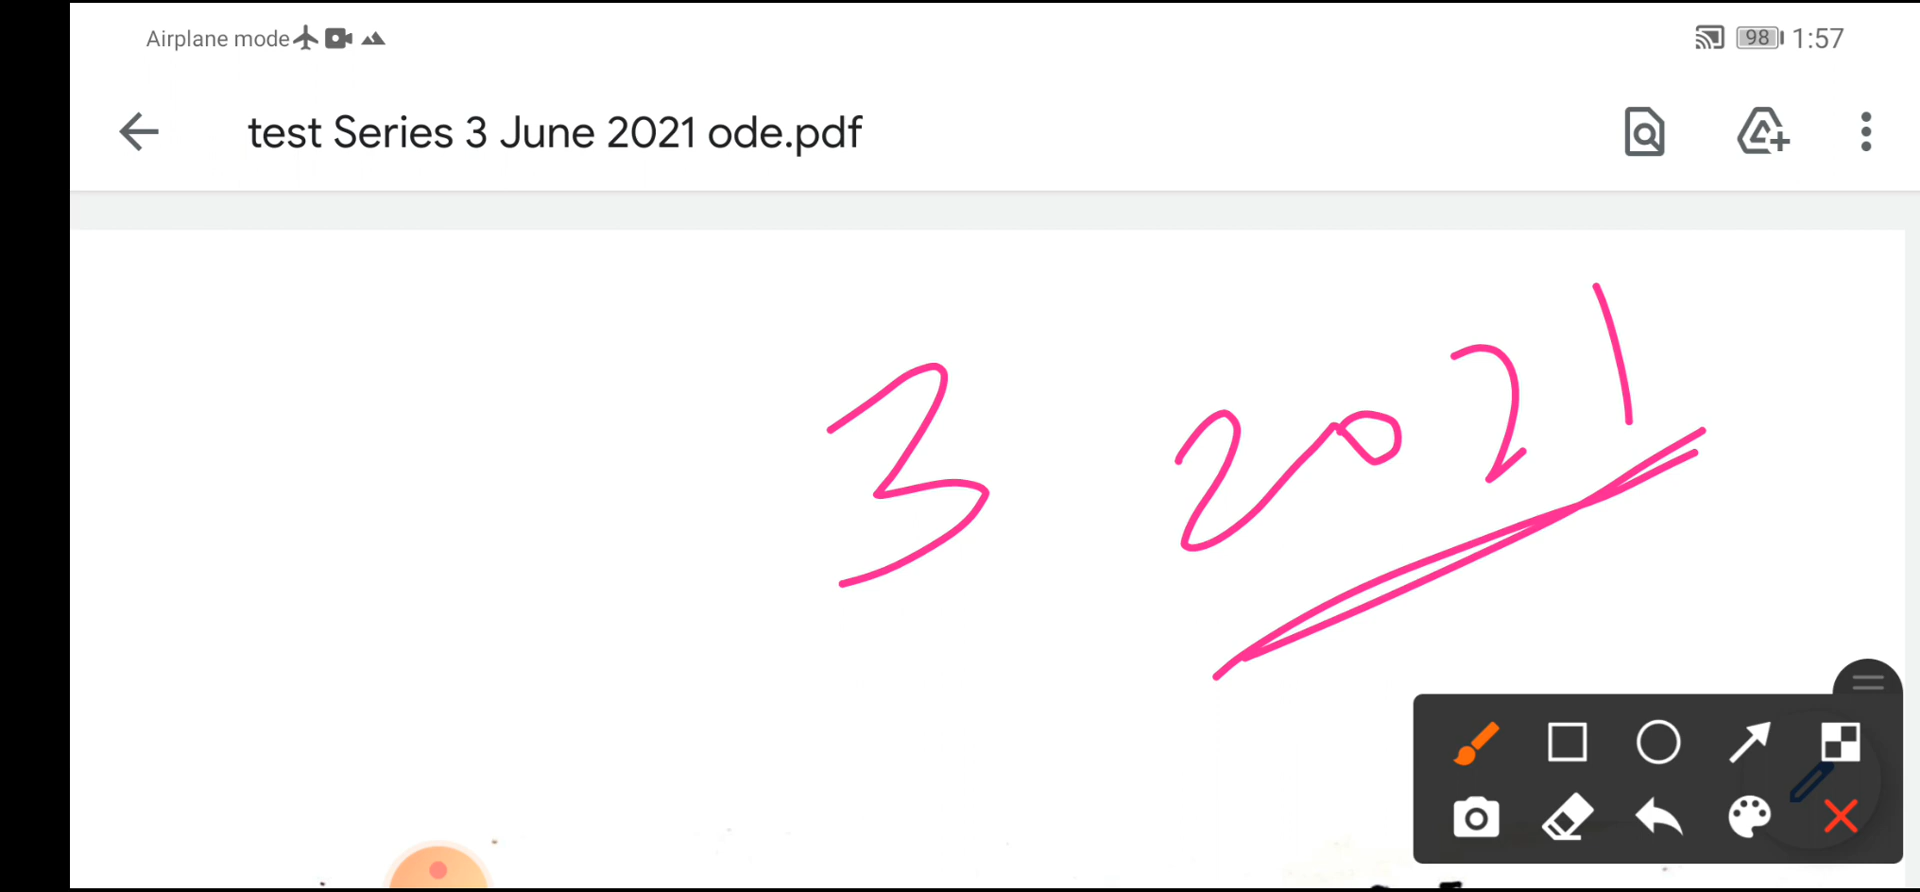 Airplane mode 98 1:57
test Series 3 June 2021 ode.pdf
3 2021